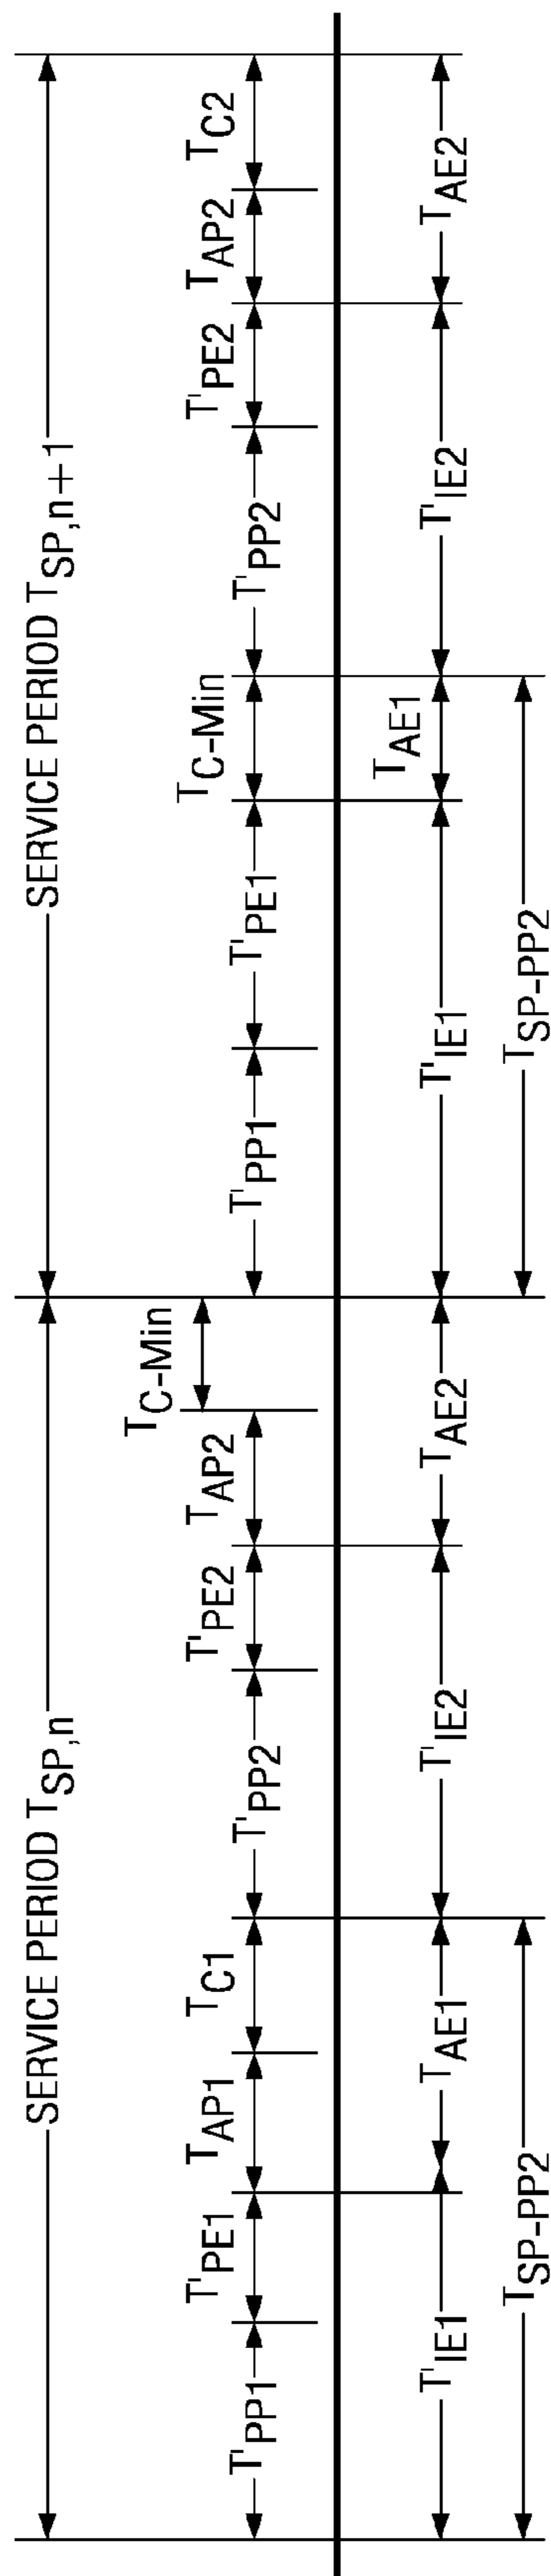 SERVICE PERIOD T_SP,n
SERVICE PERIOD T_SP,n+1
T'_PP1
T'_PE1
T_AP1
T_C1
T'_PP2
T'_PE2
T_AP2
T_C-Min
T'_PP1
T'_PE1
T_C-Min
T'_PP2
T'_PE2
T_AP2
T_C2
T'_IE1
T_AE1
T'_IE2
T_AE2
T'_IE1
T_AE1
T'_IE2
T_AE2
T_SP-PP2
T_SP-PP2